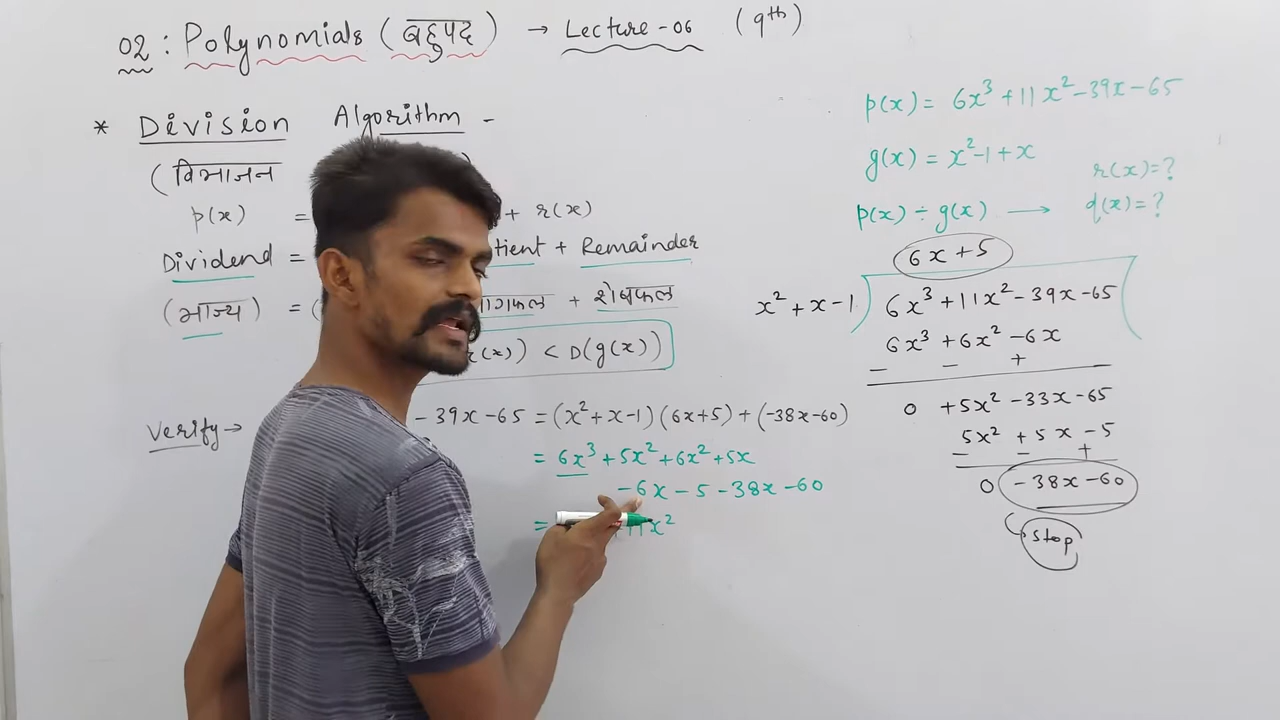 02 : Polynomials (बहुपद) → Lecture - 06 (9th)
* Division Algorithm -
(विभाजन
p(x) = + r(x)
Dividend = tient + Remainder
(भाज्य) = ( भागफल + शेषफल
(x)) < D(g(x))
Verify → - 39x - 65 = (x² + x - 1) (6x + 5) + (-38x - 60)
= 6x³ + 5x² + 6x² + 5x
- 6x - 5 - 38x - 60
= 11x²
p(x) = 6x³ + 11x² - 39x - 65
g(x) = x² - 1 + x
r(x) = ?
p(x) ÷ g(x) → q(x) = ?
6x + 5
x² + x - 1) 6x³ + 11x² - 39x - 65
6x³ + 6x² - 6x
- - +
0 + 5x² - 33x - 65
5x² + 5x - 5
- - +
0 - 38x - 60
Stop